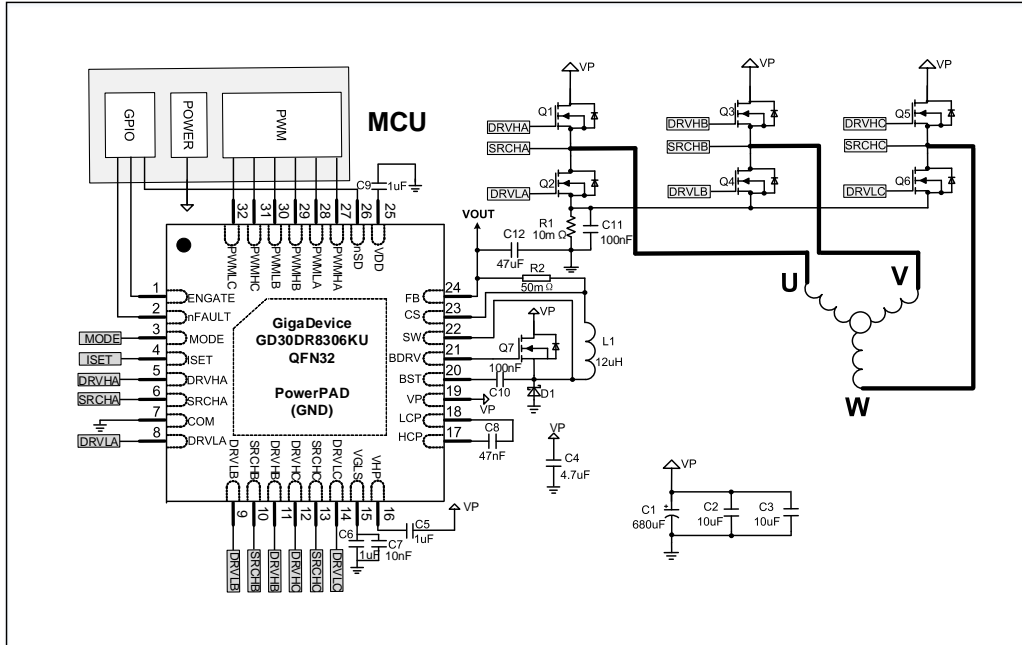 GPIO
POWER
PWM
MCU
C9
1uF
32
31
30
29
28
27
26
25
PWMLC
PWMHC
PWMLB
PWMHB
PWMLA
PWMHA
nSD
VDD
1
ENGATE
2
nFAULT
MODE
3
MODE
ISET
4
ISET
DRVHA
5
DRVHA
SRCHA
6
SRCHA
7
COM
DRVLA
8
DRVLA
GigaDevice
GD30DR8306KU
QFN32
PowerPAD
(GND)
24
FB
23
CS
22
SW
21
BDRV
20
BST
19
VP
18
LCP
17
HCP
DRVLB
SRCHB
DRVHB
DRVHC
SRCHC
DRVLC
VGLS
VHP
9
10
11
12
13
14
15
16
DRVLB
SRCHB
DRVHB
DRVHC
SRCHC
DRVLC
C6
1uF
C7
10nF
C5
1uF
VP
VOUT
C12
47uF
R2
50mΩ
VP
Q7
100nF
C10
D1
L1
12uH
VP
C8
47nF
VP
C4
4.7uF
VP
Q1
DRVHA
SRCHA
Q2
DRVLA
R1
10mΩ
C11
100nF
VP
Q3
DRVHB
SRCHB
Q4
DRVLB
VP
Q5
DRVHC
SRCHC
Q6
DRVLC
U
V
W
VP
C1
680uF
+
C2
10uF
C3
10uF